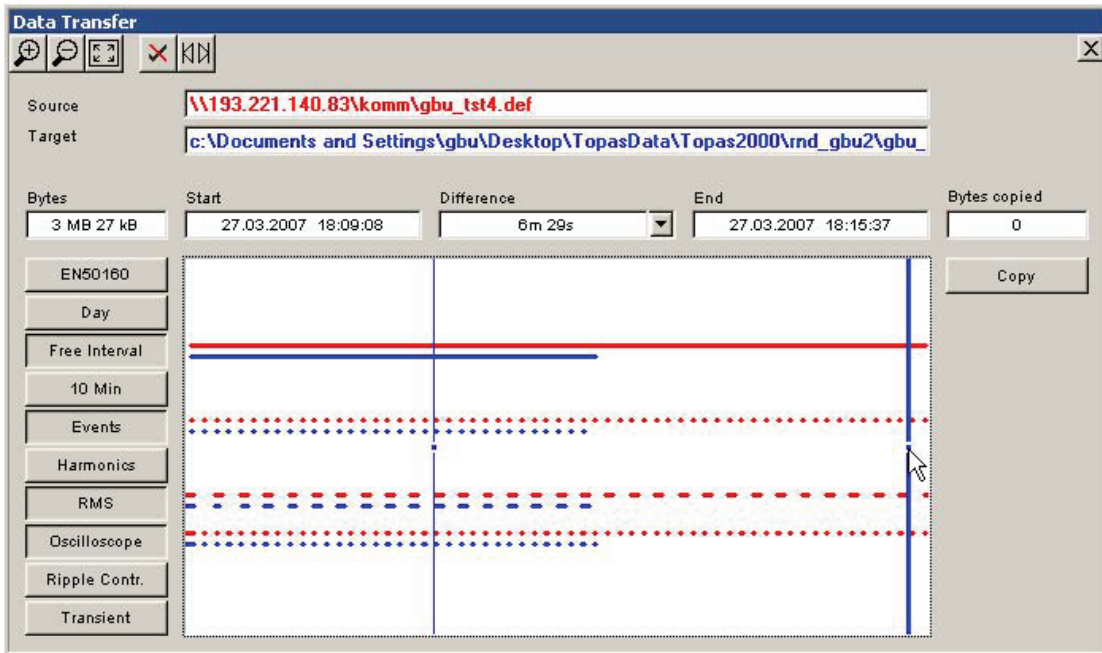 Data Transfer
Source
\\193.221.140.83\komm\gbu_tst4.def
Target
c:\Documents and Settings\gbu\Desktop\TopasData\Topas2000\rnd_gbu2\gbu_
Bytes
Start
Difference
End
Bytes copied
3 MB 27 kB
27.03.2007 18:09:08
6m 29s
27.03.2007 18:15:37
0
EN50160
Copy
Day
Free Interval
10 Min
Events
Harmonics
RMS
Oscilloscope
Ripple Contr.
Transient